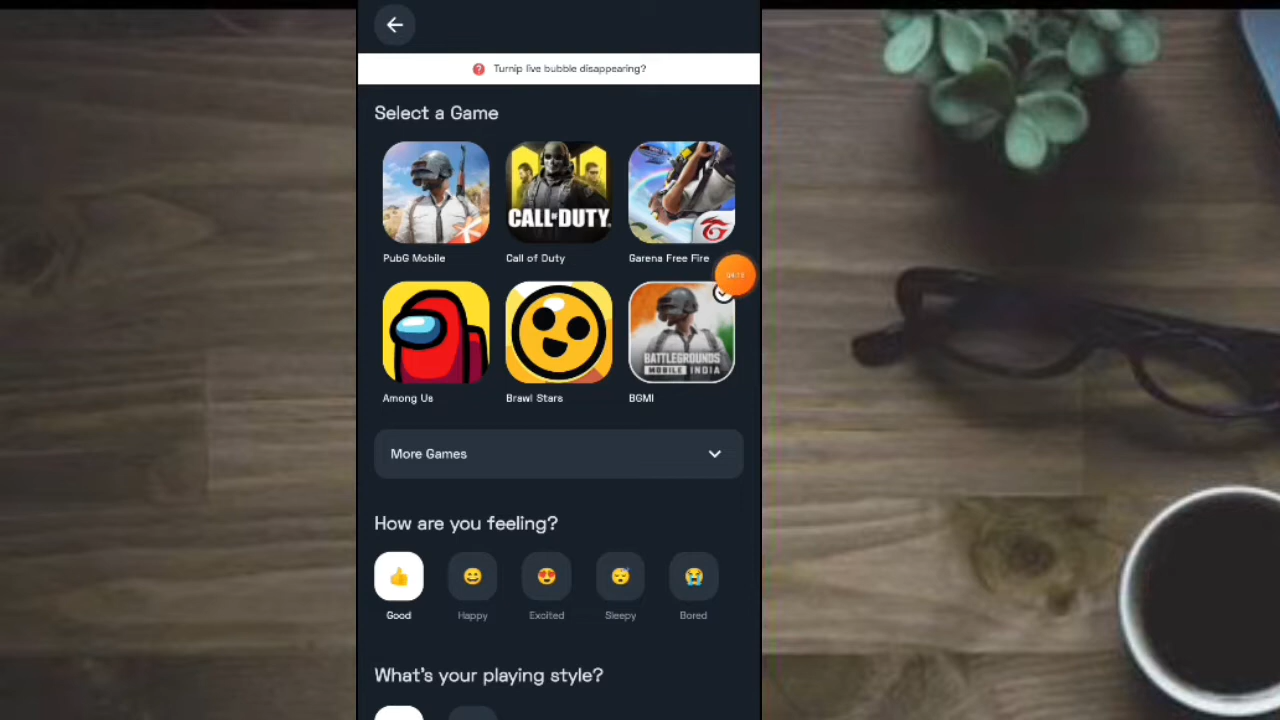 Turnip live bubble disappearing?
Select a Game
CALL OF DUTY
PubG Mobile
Call of Duty
Garena Free Fire
BATTLEGROUNDS
MOBILE INDIA
Among Us
Brawl Stars
BGMI
More Games
How are you feeling?
Good
Happy
Excited
Sleepy
Bored
What's your playing style?